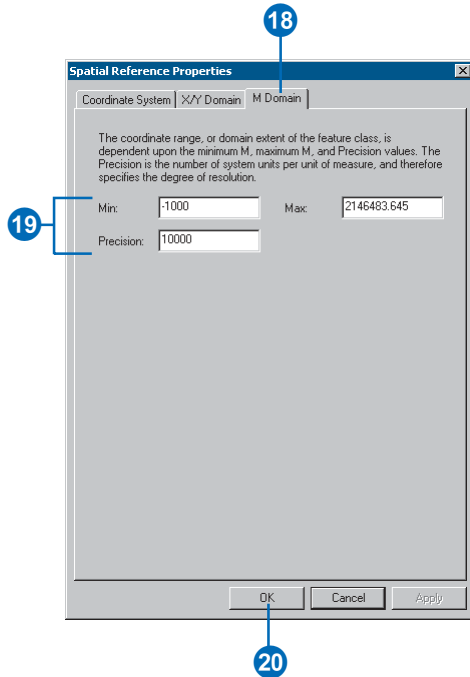 18
Spatial Reference Properties
Coordinate System X/Y Domain M Domain
The coordinate range, or domain extent of the feature class, is
dependent upon the minimum M, maximum M, and Precision values. The
Precision is the number of system units per unit of measure, and therefore
specifies the degree of resolution.
19
Min: -1000 Max: 2146483.645
Precision: 10000
OK Cancel Apply
20